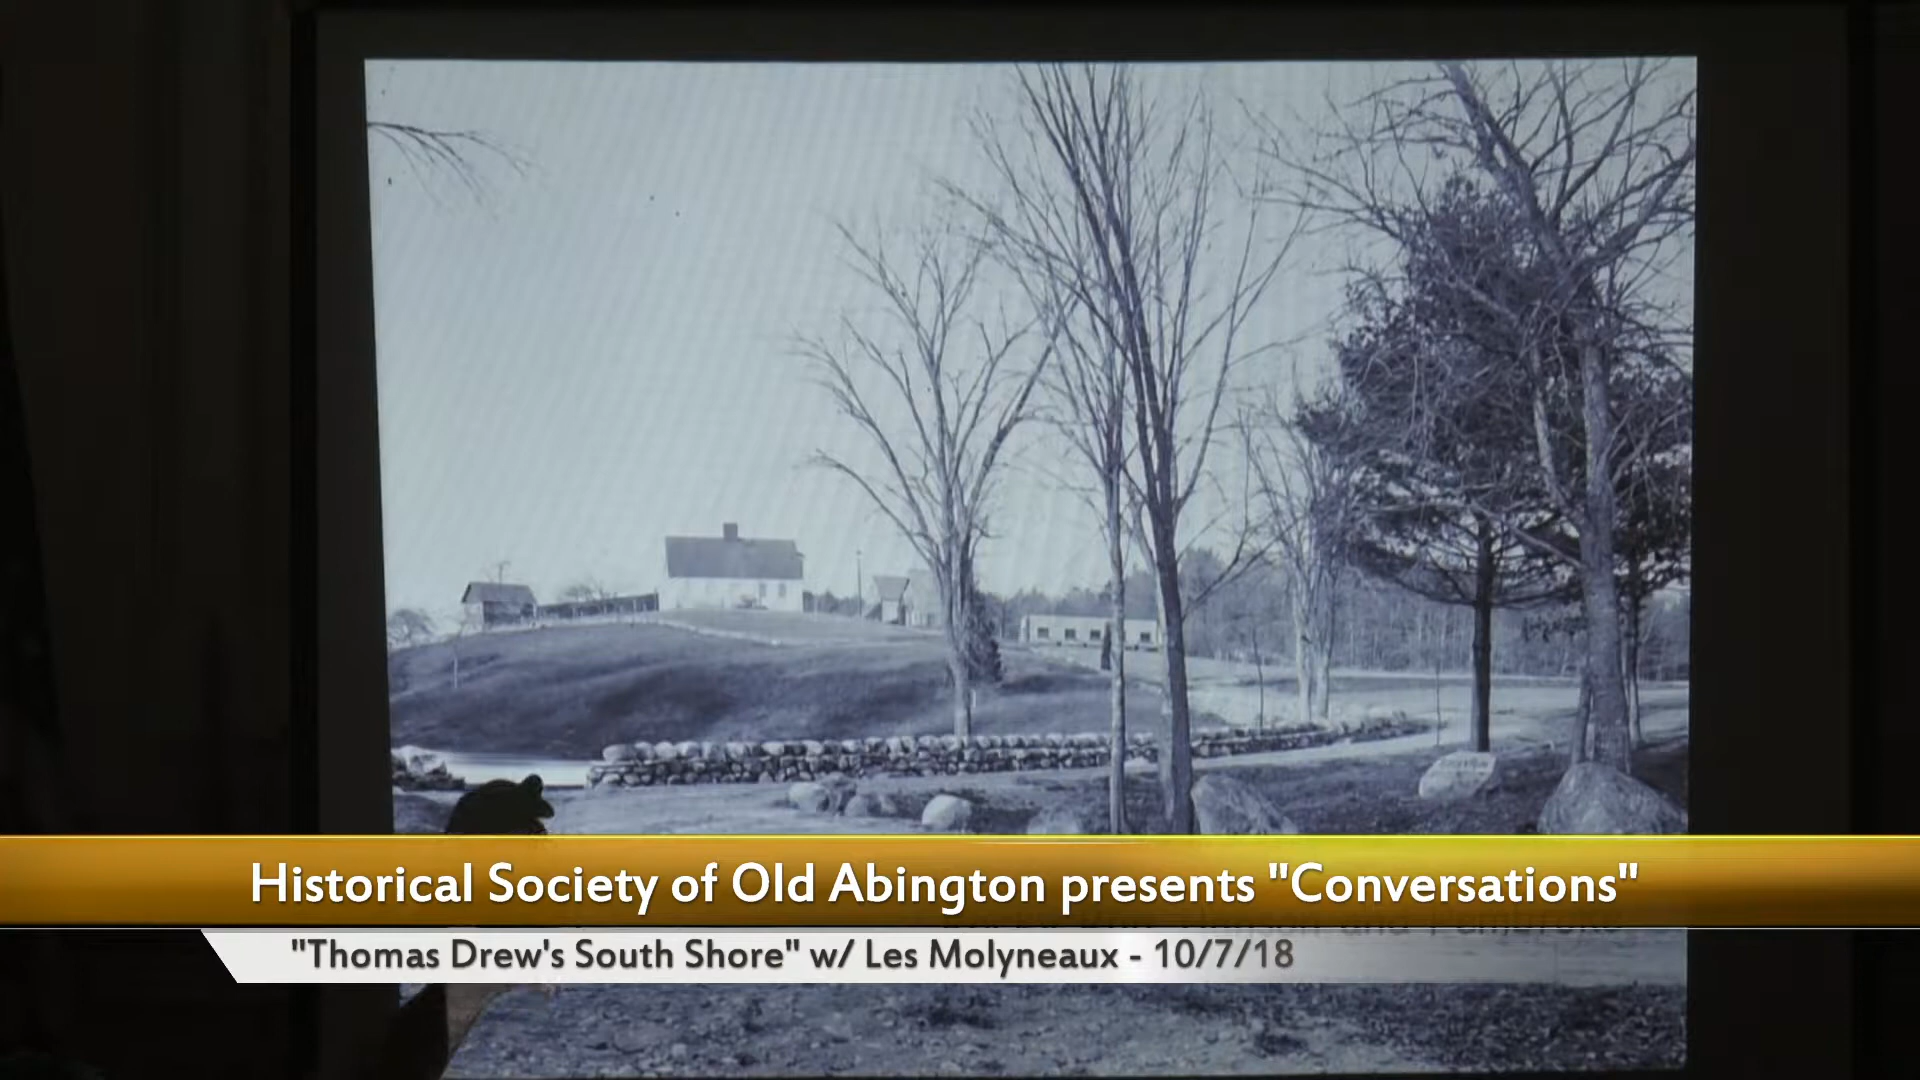 Historical Society of Old Abington presents "Conversations"
"Thomas Drew's South Shore" w/ Les Molyneaux - 10/7/18